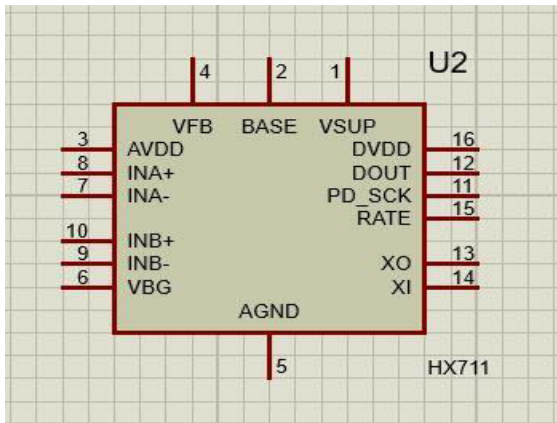 U2
4 2 1
VFB BASE VSUP
3 AVDD DVDD 16
8 INA+ DOUT 12
7 INA- PD_SCK 11
RATE 15
10 INB+
9 INB- XO 13
6 VBG XI 14
AGND
5 HX711